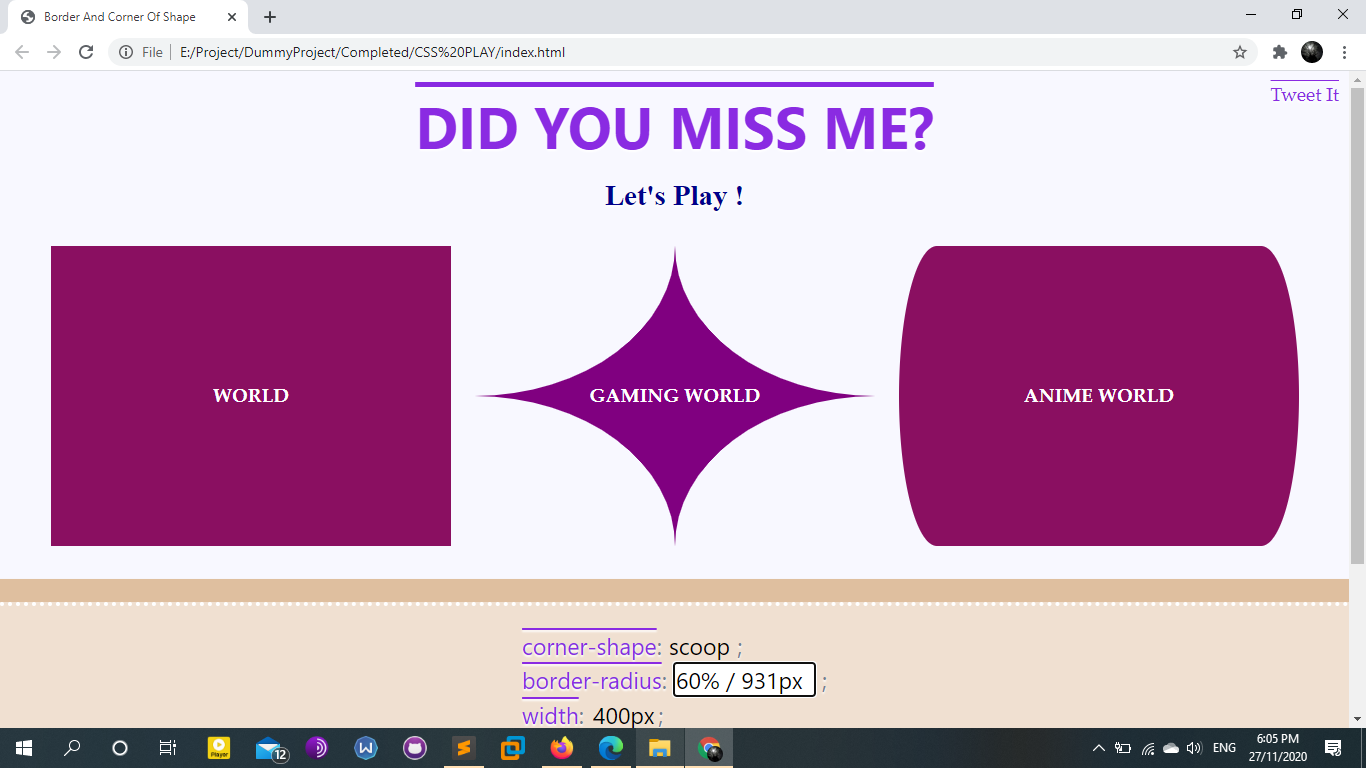 Border And Corner Of Shape
File E:/Project/DummyProject/Completed/CSS%20PLAY/index.html
Tweet It
DID YOU MISS ME?
Let's Play !
WORLD GAMING WORLD ANIME WORLD
corner-shape: scoop ;
border-radius: 60% / 931px ;
width: 400px ;
Player 12 ENG 6:05 PM
27/11/2020